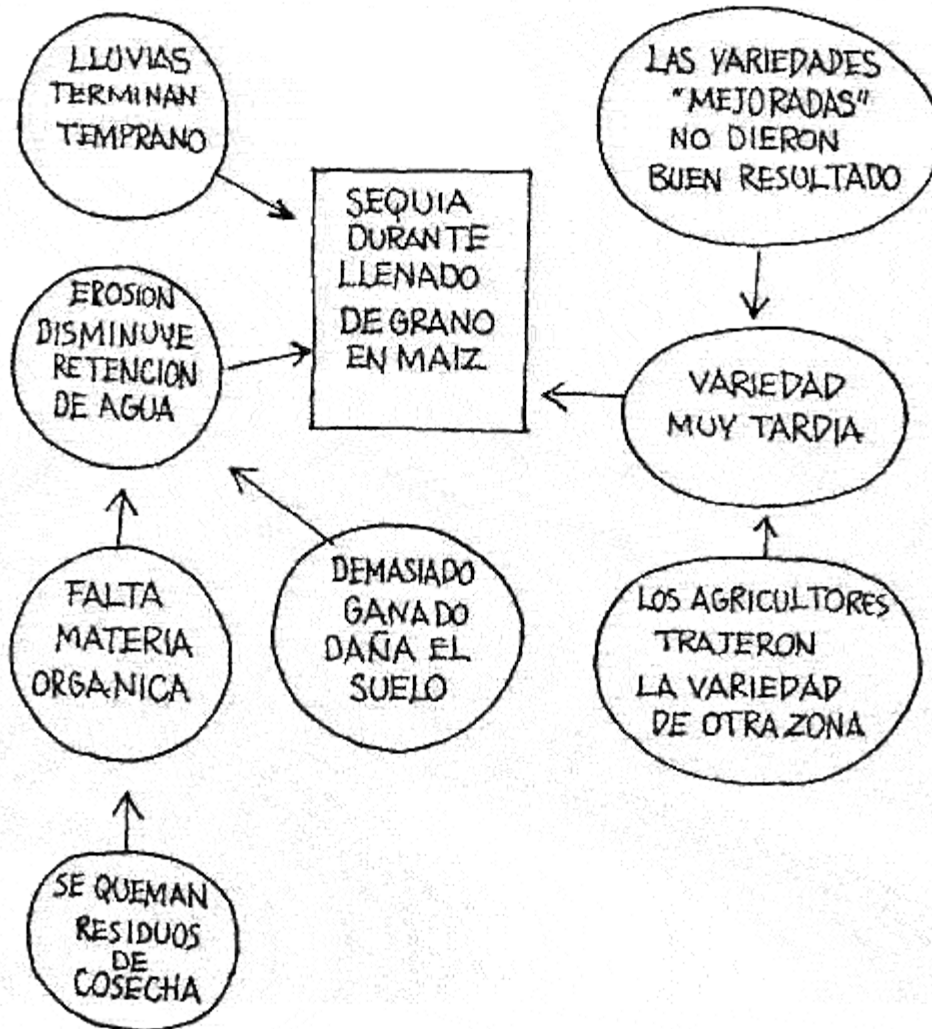 LLUVIAS
TERMINAN
TEMPRANO
LAS VARIEDADES
"MEJORADAS"
NO DIERON
BUEN RESULTADO
SEQUIA
DURANTE
LLENADO
DE GRANO
EN MAIZ
EROSION
DISMINUYE
RETENCION
DE AGUA
VARIEDAD
MUY TARDIA
FALTA
MATERIA
ORGANICA
DEMASIADO
GANADO
DAÑA EL
SUELO
LOS AGRICULTORES
TRAJERON
LA VARIEDAD
DE OTRA ZONA
SE QUEMAN
RESIDUOS
DE
COSECHA